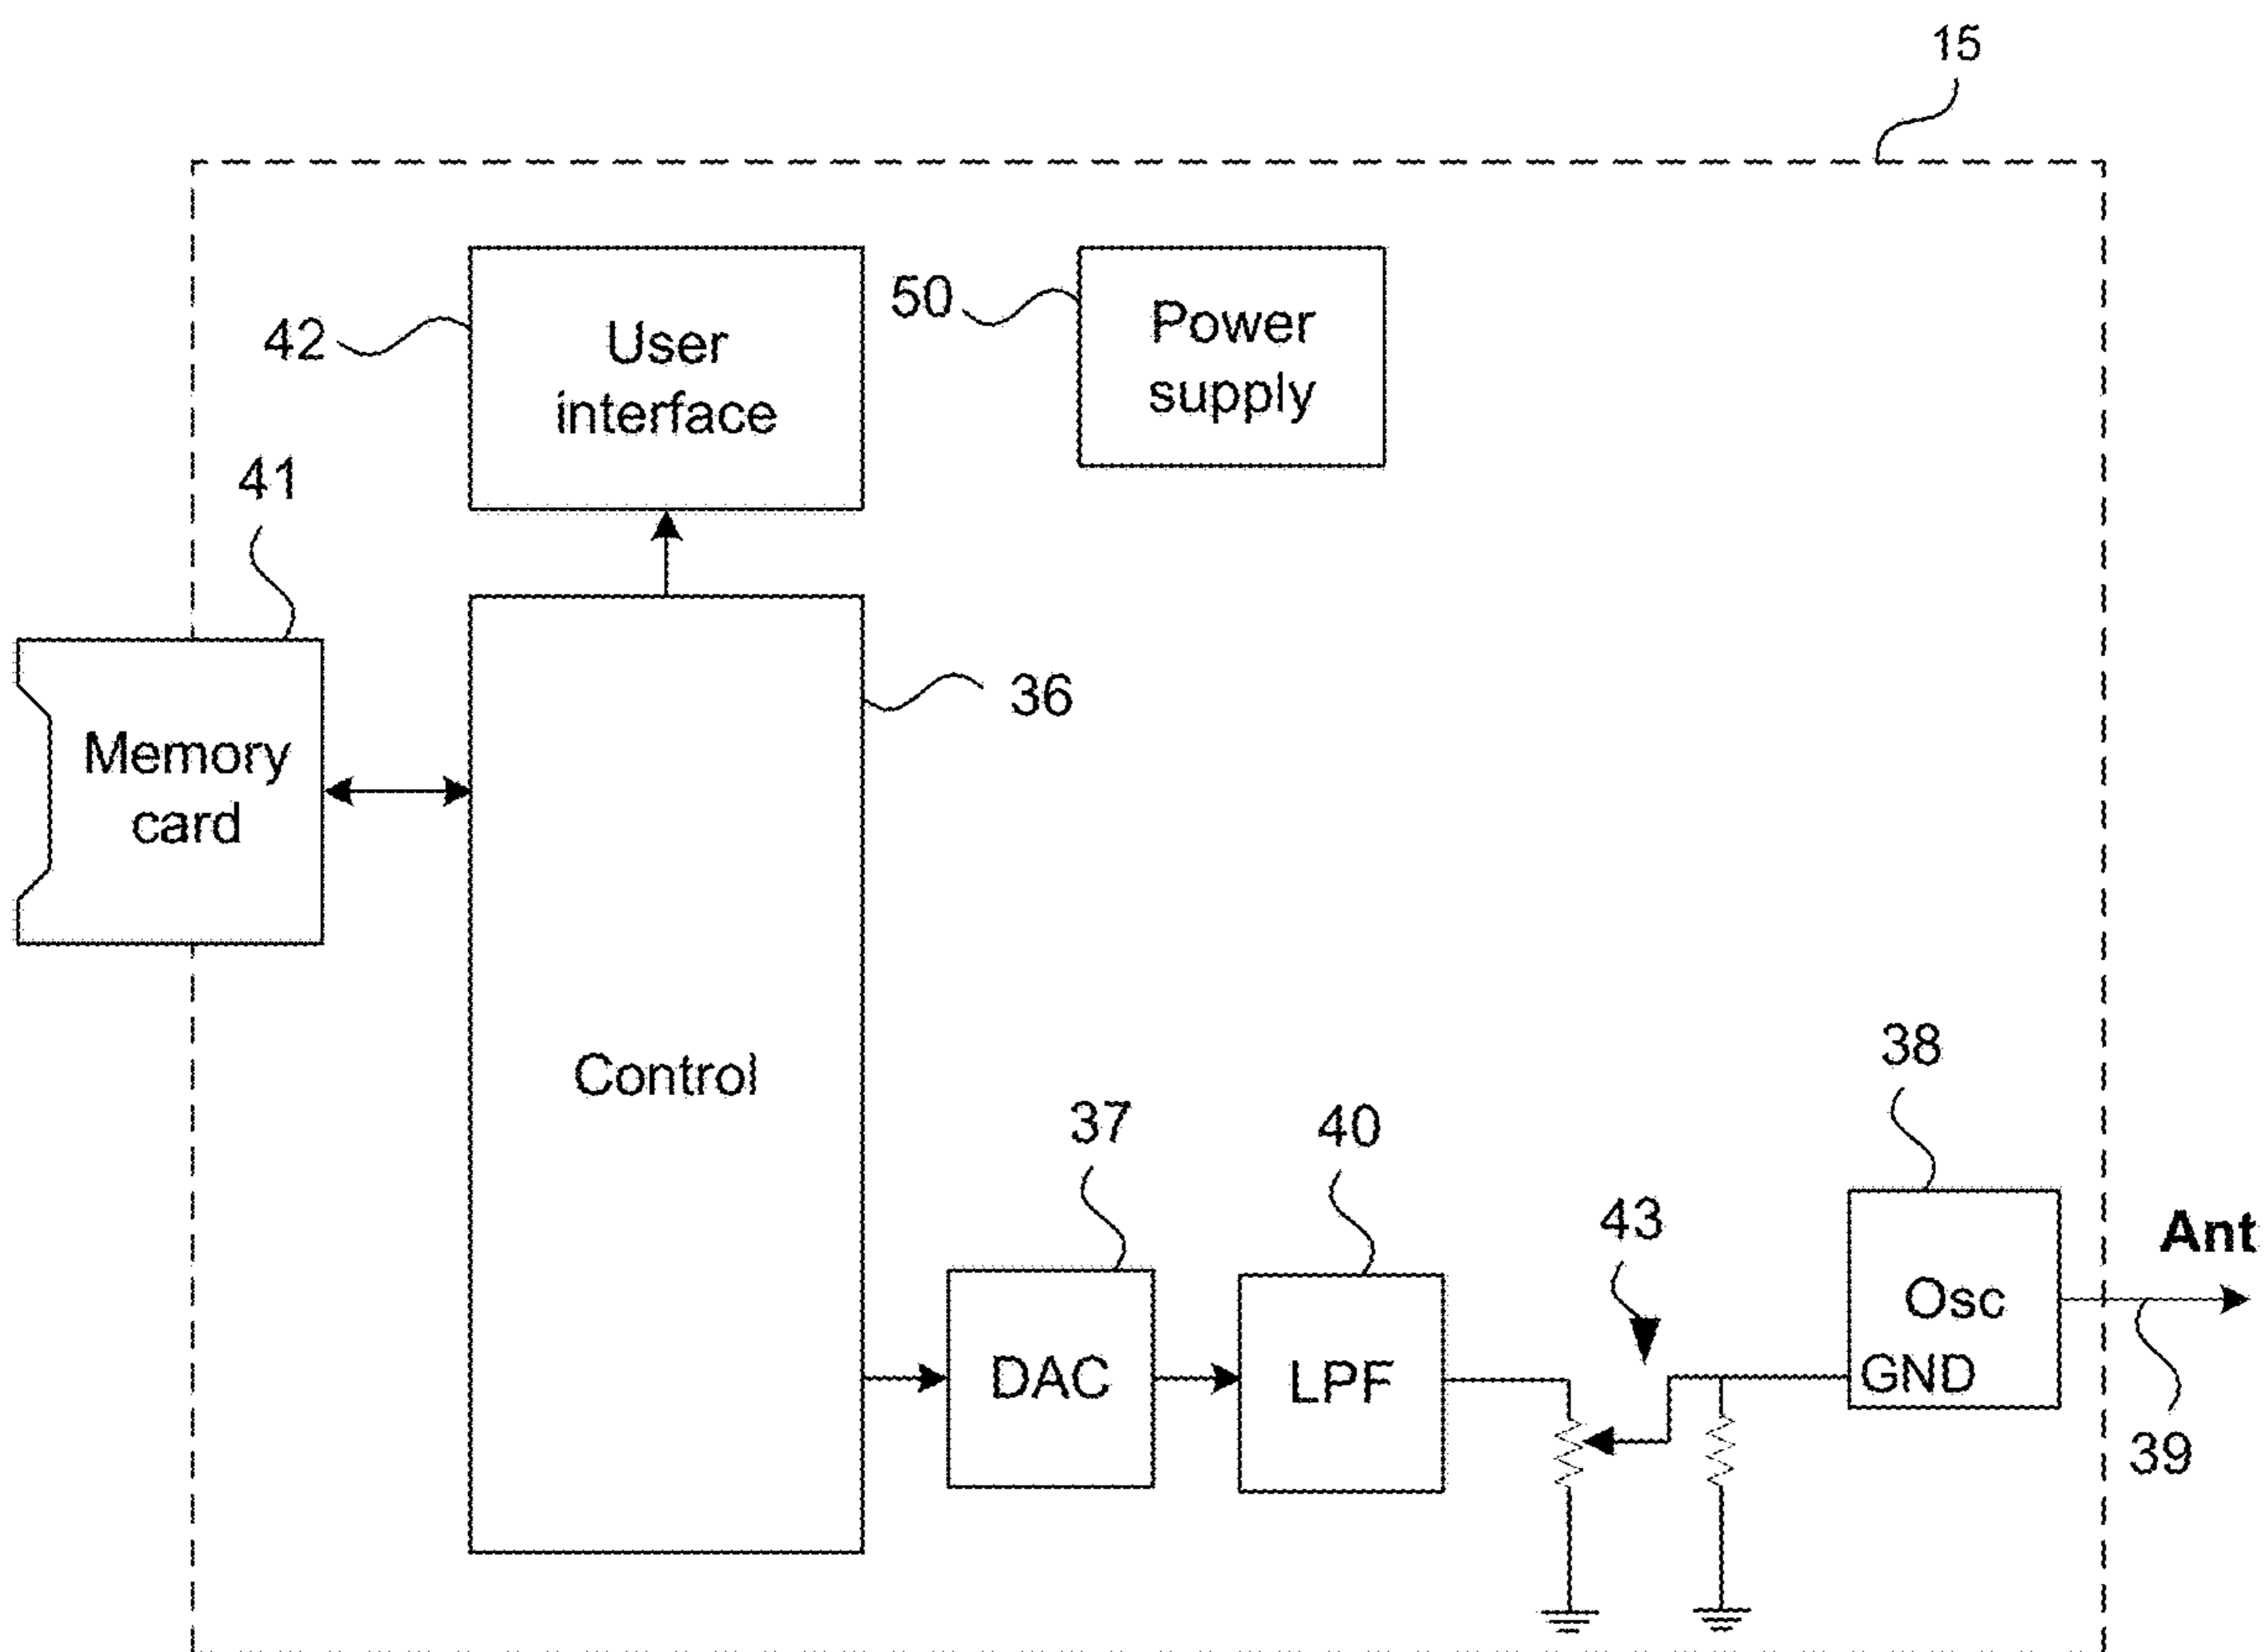 15
42
User
interface
50
Power
supply
41
Memory
card
36
Control
37
DAC
40
LPF
43
38
Osc
GND
Ant
39